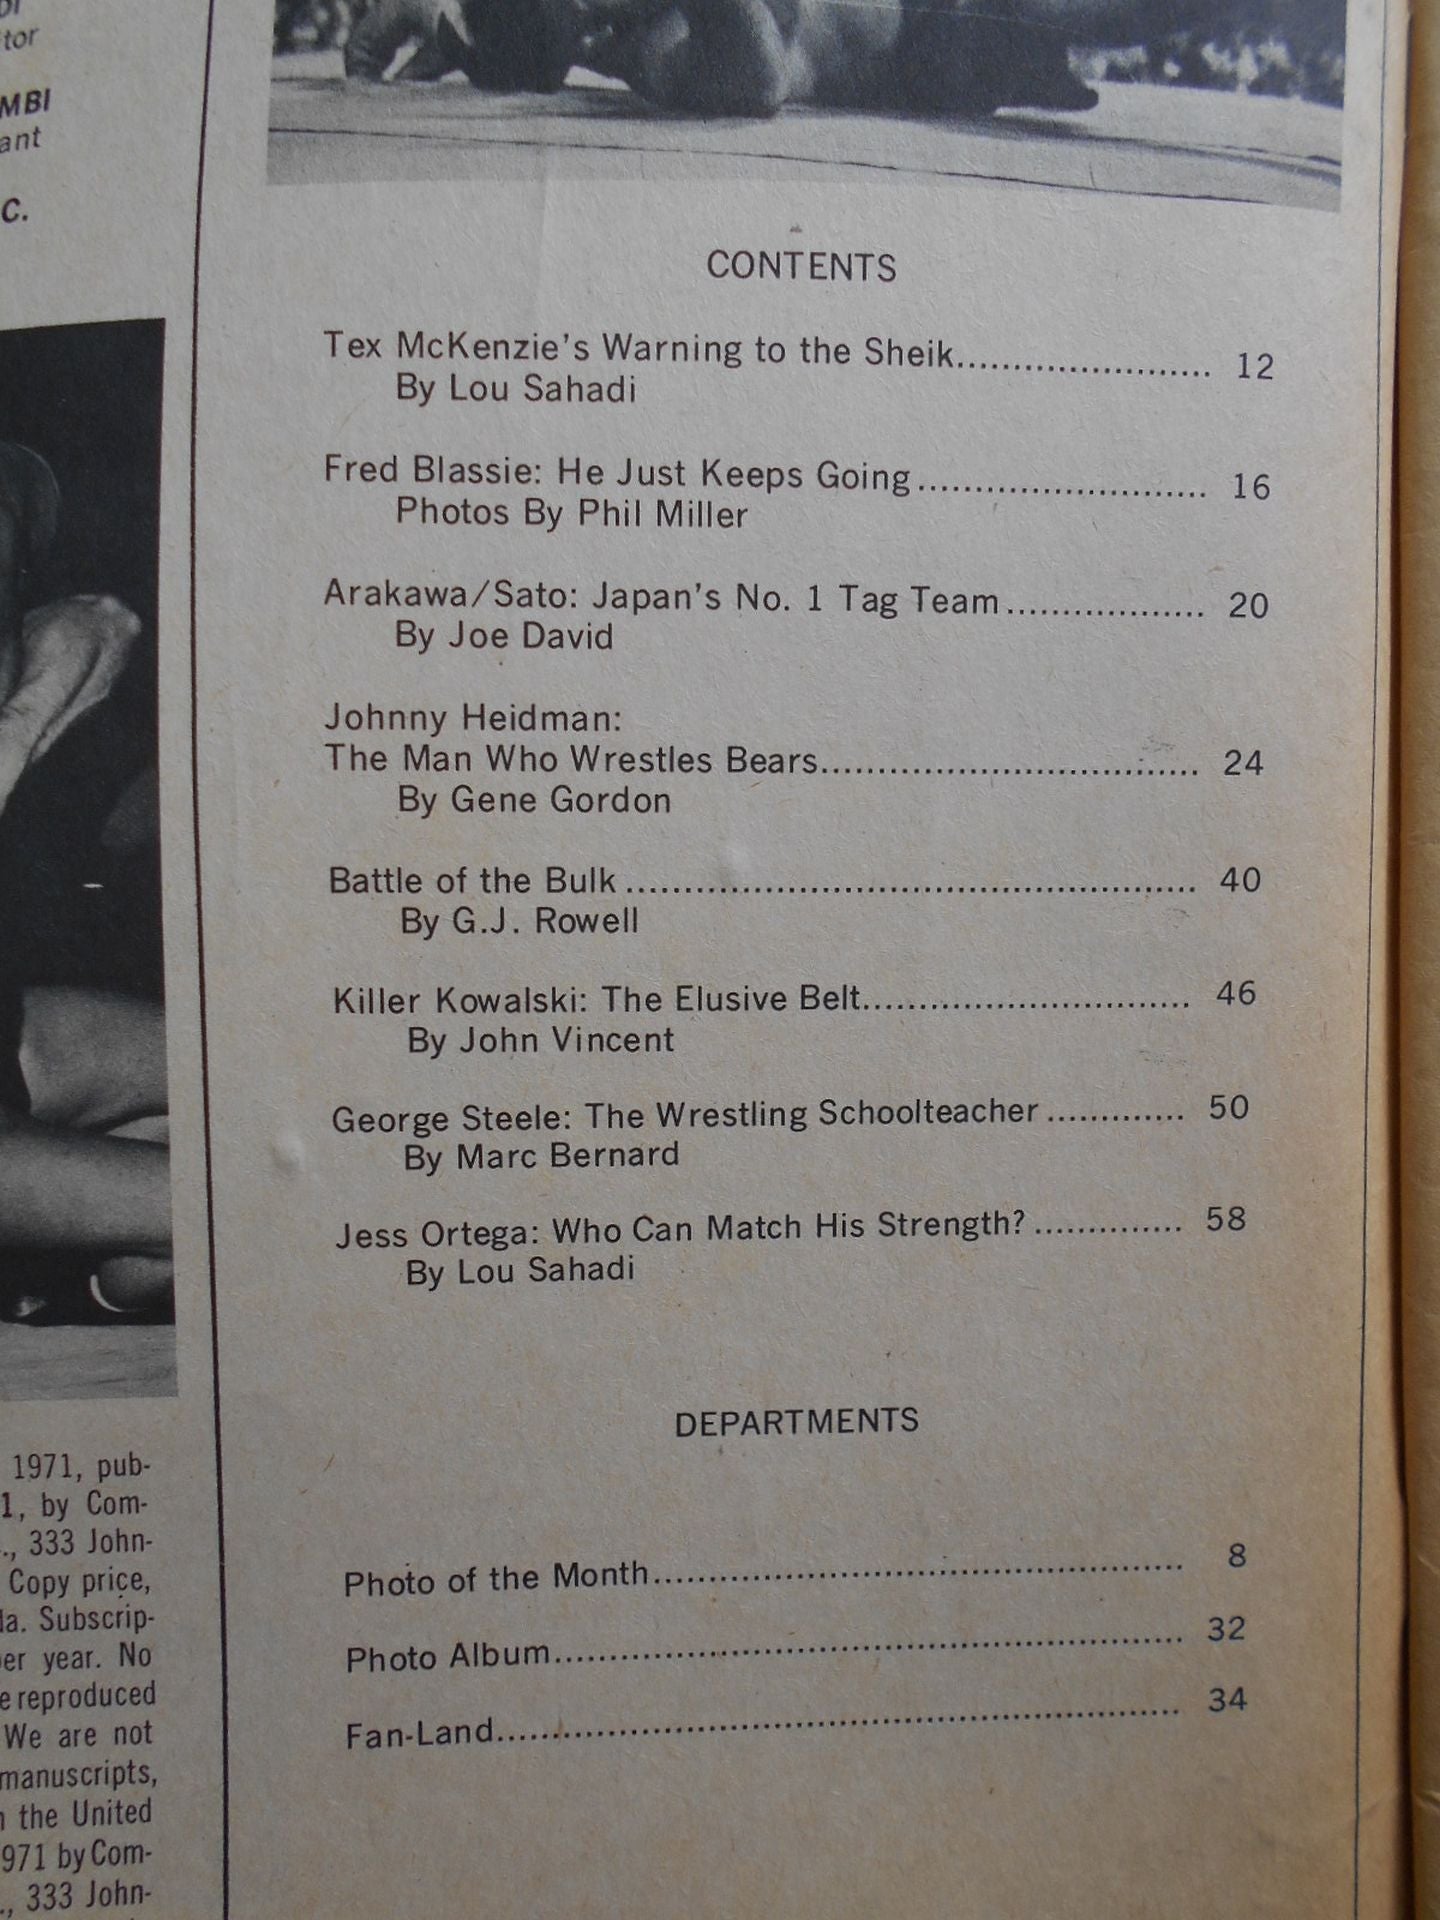 tor
MBI
ant
C.
1971, pub-
1, by Com-
., 333 John-
Copy price,
da. Subscrip-
per year. No
e reproduced
We are not
manuscripts,
n the United
971 by Com-
., 333 John-
CONTENTS
Tex McKenzie's Warning to the Sheik........................ 12
By Lou Sahadi
Fred Blassie: He Just Keeps Going.......................... 16
Photos By Phil Miller
Arakawa/Sato: Japan's No. 1 Tag Team.................. 20
By Joe David
Johnny Heidman:
The Man Who Wrestles Bears................................. 24
By Gene Gordon
Battle of the Bulk.................................................. 40
By G.J. Rowell
Killer Kowalski: The Elusive Belt............................. 46
By John Vincent
George Steele: The Wrestling Schoolteacher............. 50
By Marc Bernard
Jess Ortega: Who Can Match His Strength?.............. 58
By Lou Sahadi
DEPARTMENTS
Photo of the Month................................................ 8
Photo Album......................................................... 32
Fan-Land.............................................................. 34